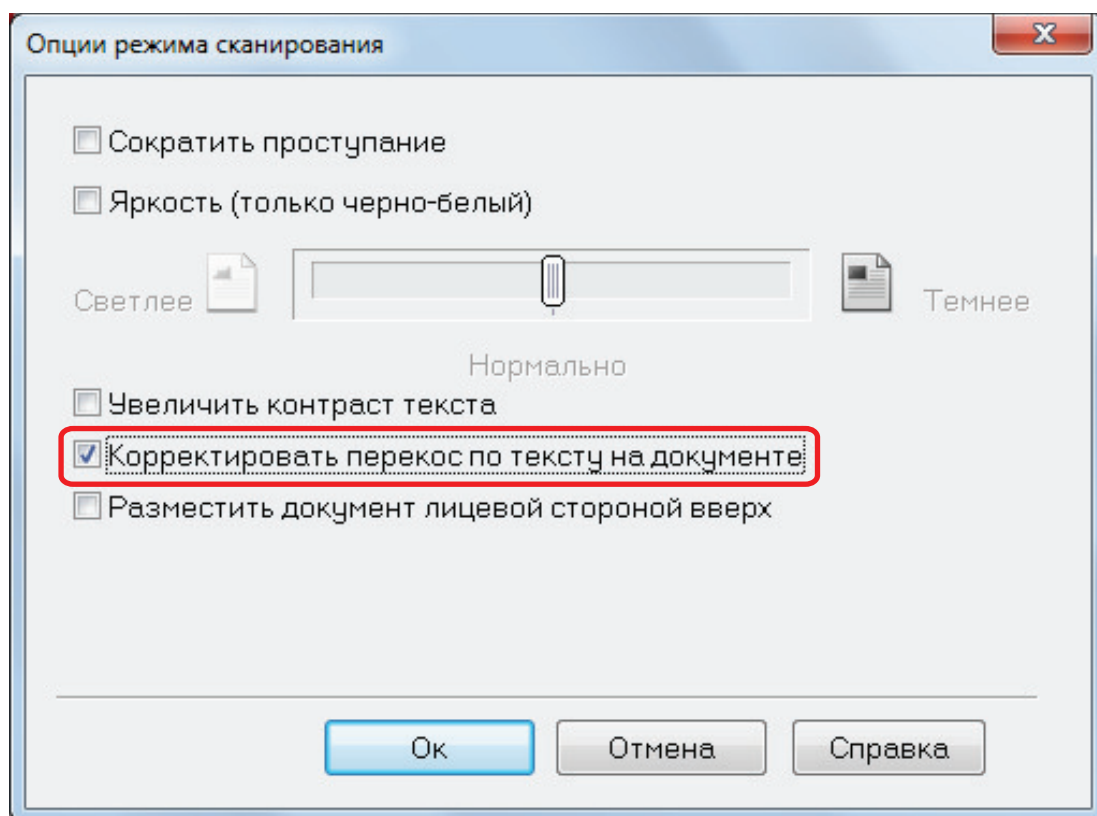 Опции режима сканирования
Сократить проступание
Яркость (только черно-белый)
Светлее Темнее
Нормально
Увеличить контраст текста
Корректировать перекос по тексту на документе
Разместить документ лицевой стороной вверх
Ок Отмена Справка